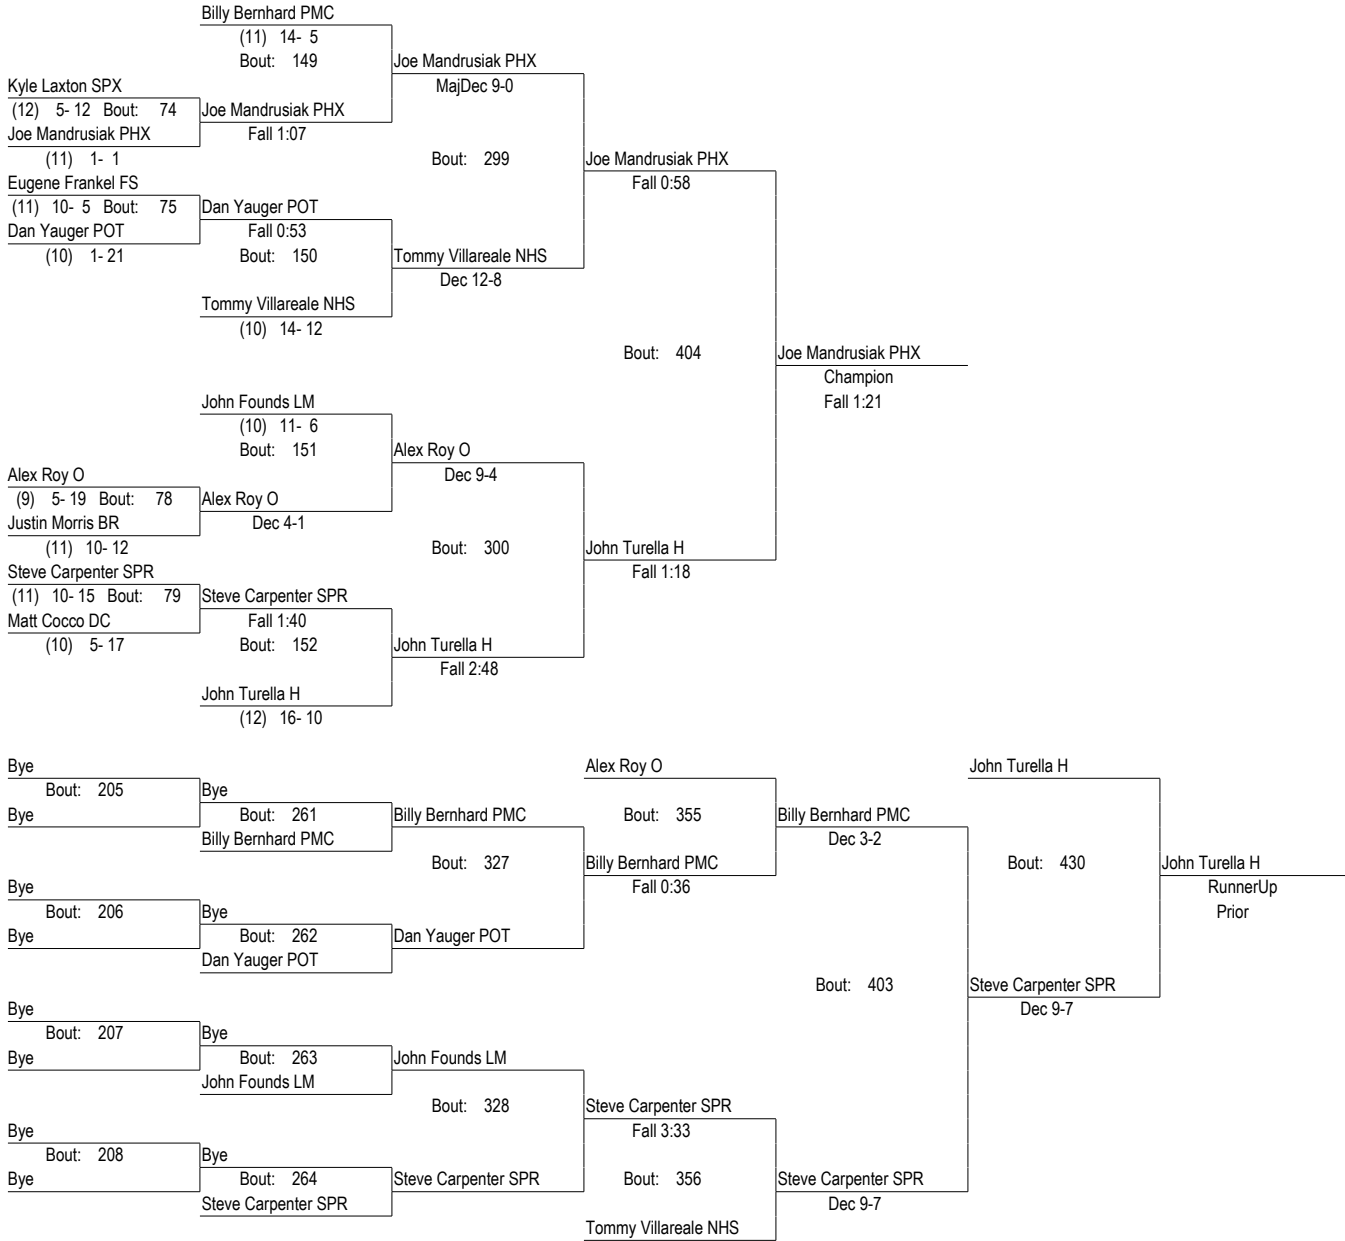 Billy Bernhard PMC
(11) 14- 5
Bout: 149
Joe Mandrusiak PHX
MajDec 9-0
Kyle Laxton SPX
(12) 5- 12 Bout: 74
Joe Mandrusiak PHX
Joe Mandrusiak PHX
Fall 1:07
(11) 1- 1
Bout: 299
Joe Mandrusiak PHX
Fall 0:58
Eugene Frankel FS
(11) 10- 5 Bout: 75
Dan Yauger POT
Dan Yauger POT
Fall 0:53
(10) 1- 21
Bout: 150
Tommy Villareale NHS
Dec 12-8
Tommy Villareale NHS
(10) 14- 12
Bout: 404
Joe Mandrusiak PHX
Champion
Fall 1:21
John Founds LM
(10) 11- 6
Bout: 151
Alex Roy O
Dec 9-4
Alex Roy O
(9) 5- 19 Bout: 78
Alex Roy O
Justin Morris BR
Dec 4-1
(11) 10- 12
Bout: 300
John Turella H
Fall 1:18
Steve Carpenter SPR
(11) 10- 15 Bout: 79
Steve Carpenter SPR
Matt Cocco DC
Fall 1:40
(10) 5- 17
Bout: 152
John Turella H
Fall 2:48
John Turella H
(12) 16- 10
Bye
Alex Roy O
John Turella H
Bout: 205
Bye
Bye
Bout: 261
Billy Bernhard PMC
Bout: 355
Billy Bernhard PMC
Billy Bernhard PMC
Dec 3-2
Bout: 327
Billy Bernhard PMC
Bout: 430
John Turella H
Bye
Fall 0:36
RunnerUp
Bout: 206
Bye
Prior
Bye
Bout: 262
Dan Yauger POT
Dan Yauger POT
Bout: 403
Steve Carpenter SPR
Bye
Dec 9-7
Bout: 207
Bye
Bye
Bout: 263
John Founds LM
John Founds LM
Bout: 328
Steve Carpenter SPR
Bye
Fall 3:33
Bout: 208
Bye
Bye
Bout: 264
Steve Carpenter SPR
Bout: 356
Steve Carpenter SPR
Steve Carpenter SPR
Dec 9-7
Tommy Villareale NHS